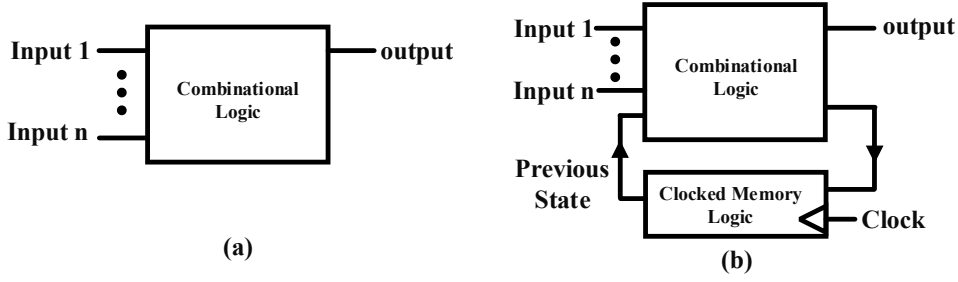 Input 1
output
Combinational
Logic
Input n
(a)
Input 1
output
Combinational
Logic
Input n
Previous
State
Clocked Memory
Logic
Clock
(b)